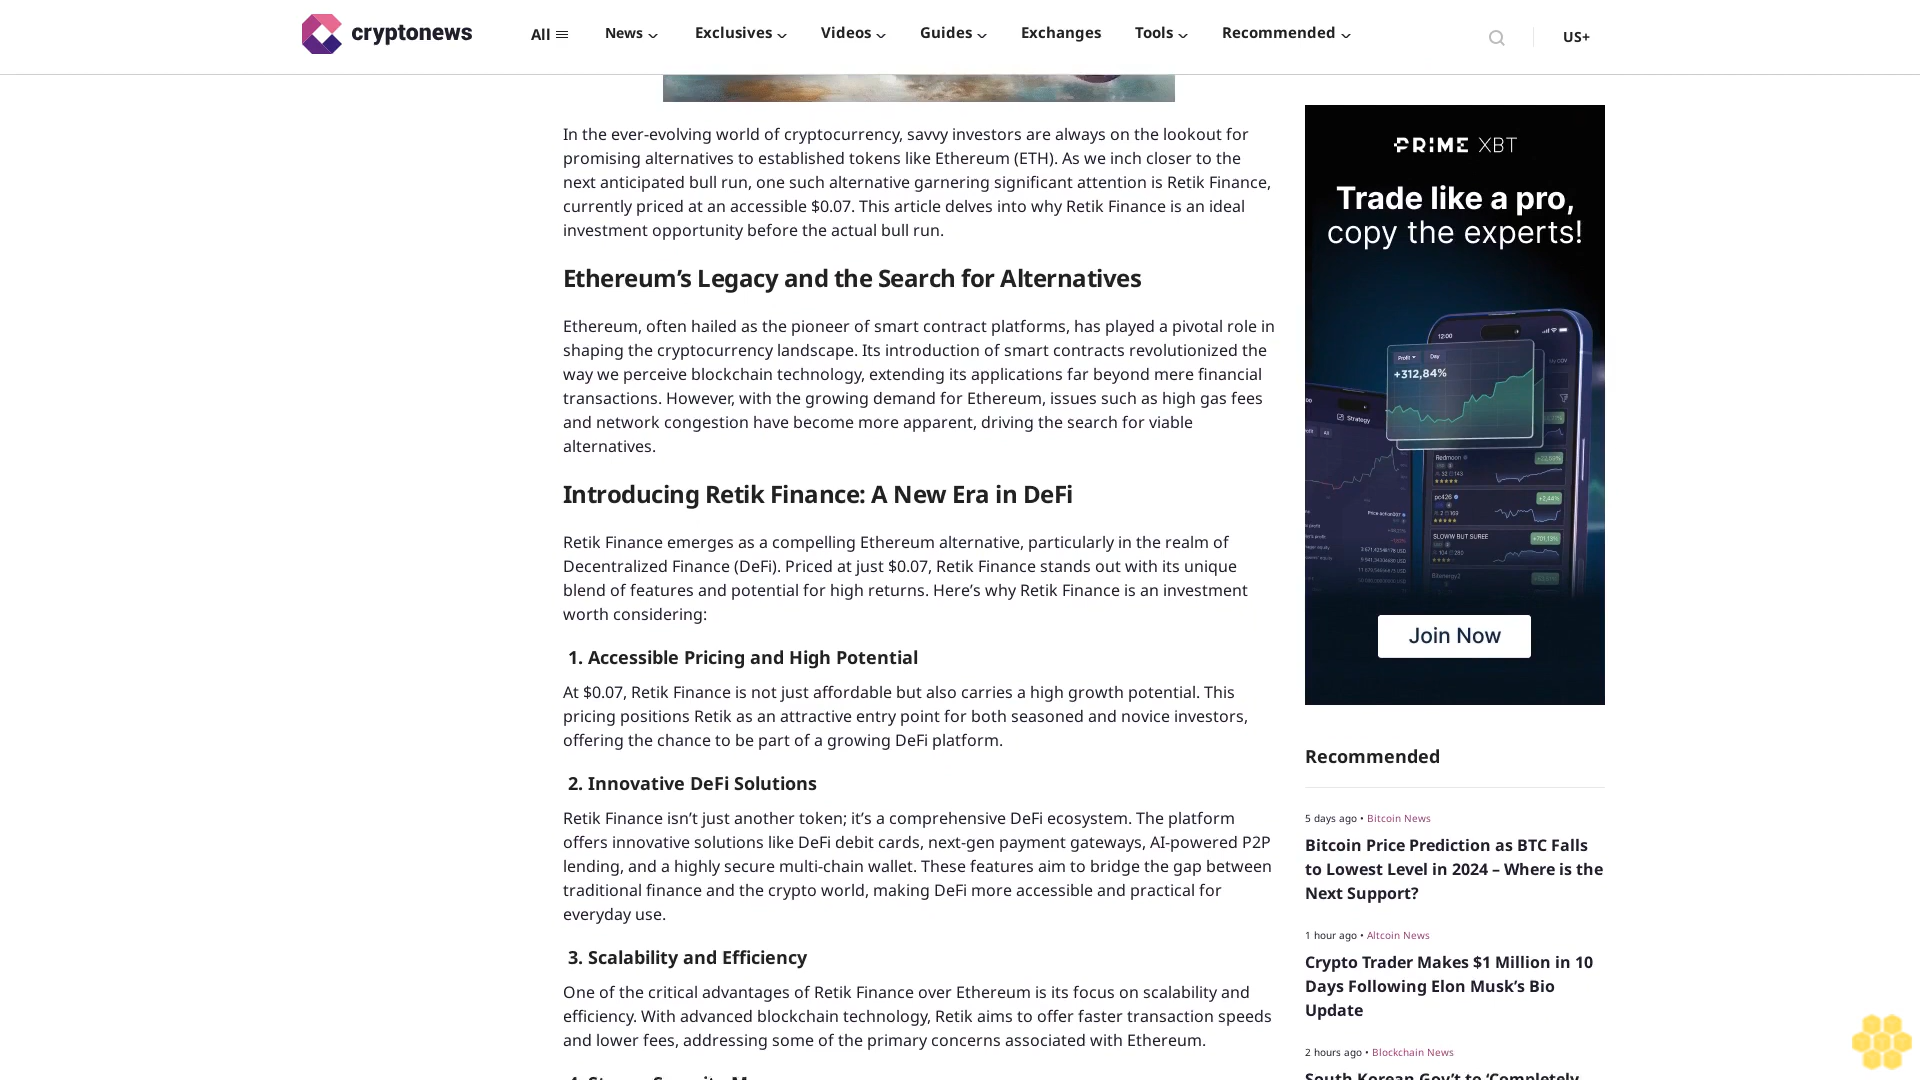 cryptonews
All
News
Exclusives
Videos
Guides
Exchanges
Tools
Recommended
US+
In the ever-evolving world of cryptocurrency, savvy investors are always on the lookout for
promising alternatives to established tokens like Ethereum (ETH). As we inch closer to the
next anticipated bull run, one such alternative garnering significant attention is Retik Finance,
currently priced at an accessible $0.07. This article delves into why Retik Finance is an ideal
investment opportunity before the actual bull run.
Ethereum’s Legacy and the Search for Alternatives
Ethereum, often hailed as the pioneer of smart contract platforms, has played a pivotal role in
shaping the cryptocurrency landscape. Its introduction of smart contracts revolutionized the
way we perceive blockchain technology, extending its applications far beyond mere financial
transactions. However, with the growing demand for Ethereum, issues such as high gas fees
and network congestion have become more apparent, driving the search for viable
alternatives.
Introducing Retik Finance: A New Era in DeFi
Retik Finance emerges as a compelling Ethereum alternative, particularly in the realm of
Decentralized Finance (DeFi). Priced at just $0.07, Retik Finance stands out with its unique
blend of features and potential for high returns. Here’s why Retik Finance is an investment
worth considering:
1. Accessible Pricing and High Potential
At $0.07, Retik Finance is not just affordable but also carries a high growth potential. This
pricing positions Retik as an attractive entry point for both seasoned and novice investors,
offering the chance to be part of a growing DeFi platform.
2. Innovative DeFi Solutions
Retik Finance isn’t just another token; it’s a comprehensive DeFi ecosystem. The platform
offers innovative solutions like DeFi debit cards, next-gen payment gateways, AI-powered P2P
lending, and a highly secure multi-chain wallet. These features aim to bridge the gap between
traditional finance and the crypto world, making DeFi more accessible and practical for
everyday use.
3. Scalability and Efficiency
One of the critical advantages of Retik Finance over Ethereum is its focus on scalability and
efficiency. With advanced blockchain technology, Retik aims to offer faster transaction speeds
and lower fees, addressing some of the primary concerns associated with Ethereum.
PRIME XBT
Trade like a pro,
copy the experts!
12:00
Profit
Day
+312,84%
Strategy
All
Redmoon
pc426
SLOWW BUT SUREE
+701,13%
Join Now
Recommended
5 days ago • Bitcoin News
Bitcoin Price Prediction as BTC Falls
to Lowest Level in 2024 – Where is the
Next Support?
1 hour ago • Altcoin News
Crypto Trader Makes $1 Million in 10
Days Following Elon Musk’s Bio
Update
2 hours ago • Blockchain News
South Korean Gov’t to ‘Completely